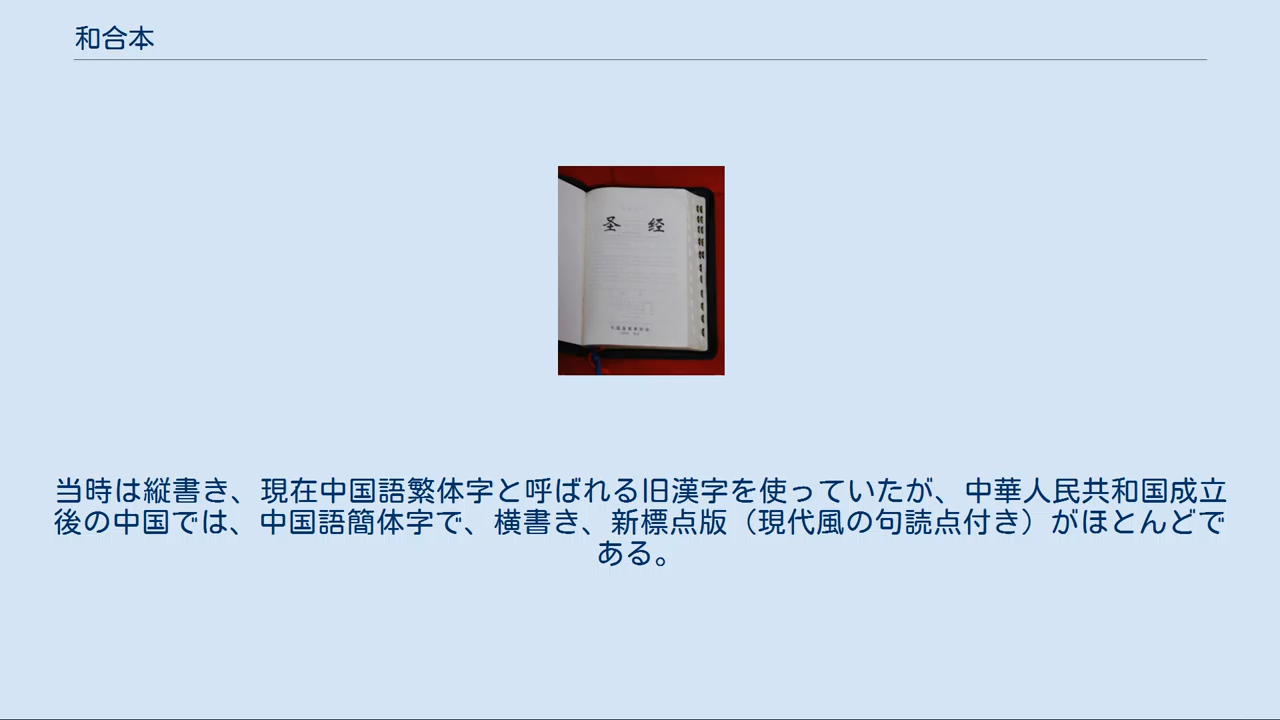 和合本
圣 经
当時は縦書き、現在中国語繁体字と呼ばれる旧漢字を使っていたが、中華人民共和国成立
後の中国では、中国語簡体字で、横書き、新標点版（現代風の句読点付き）がほとんどで
ある。